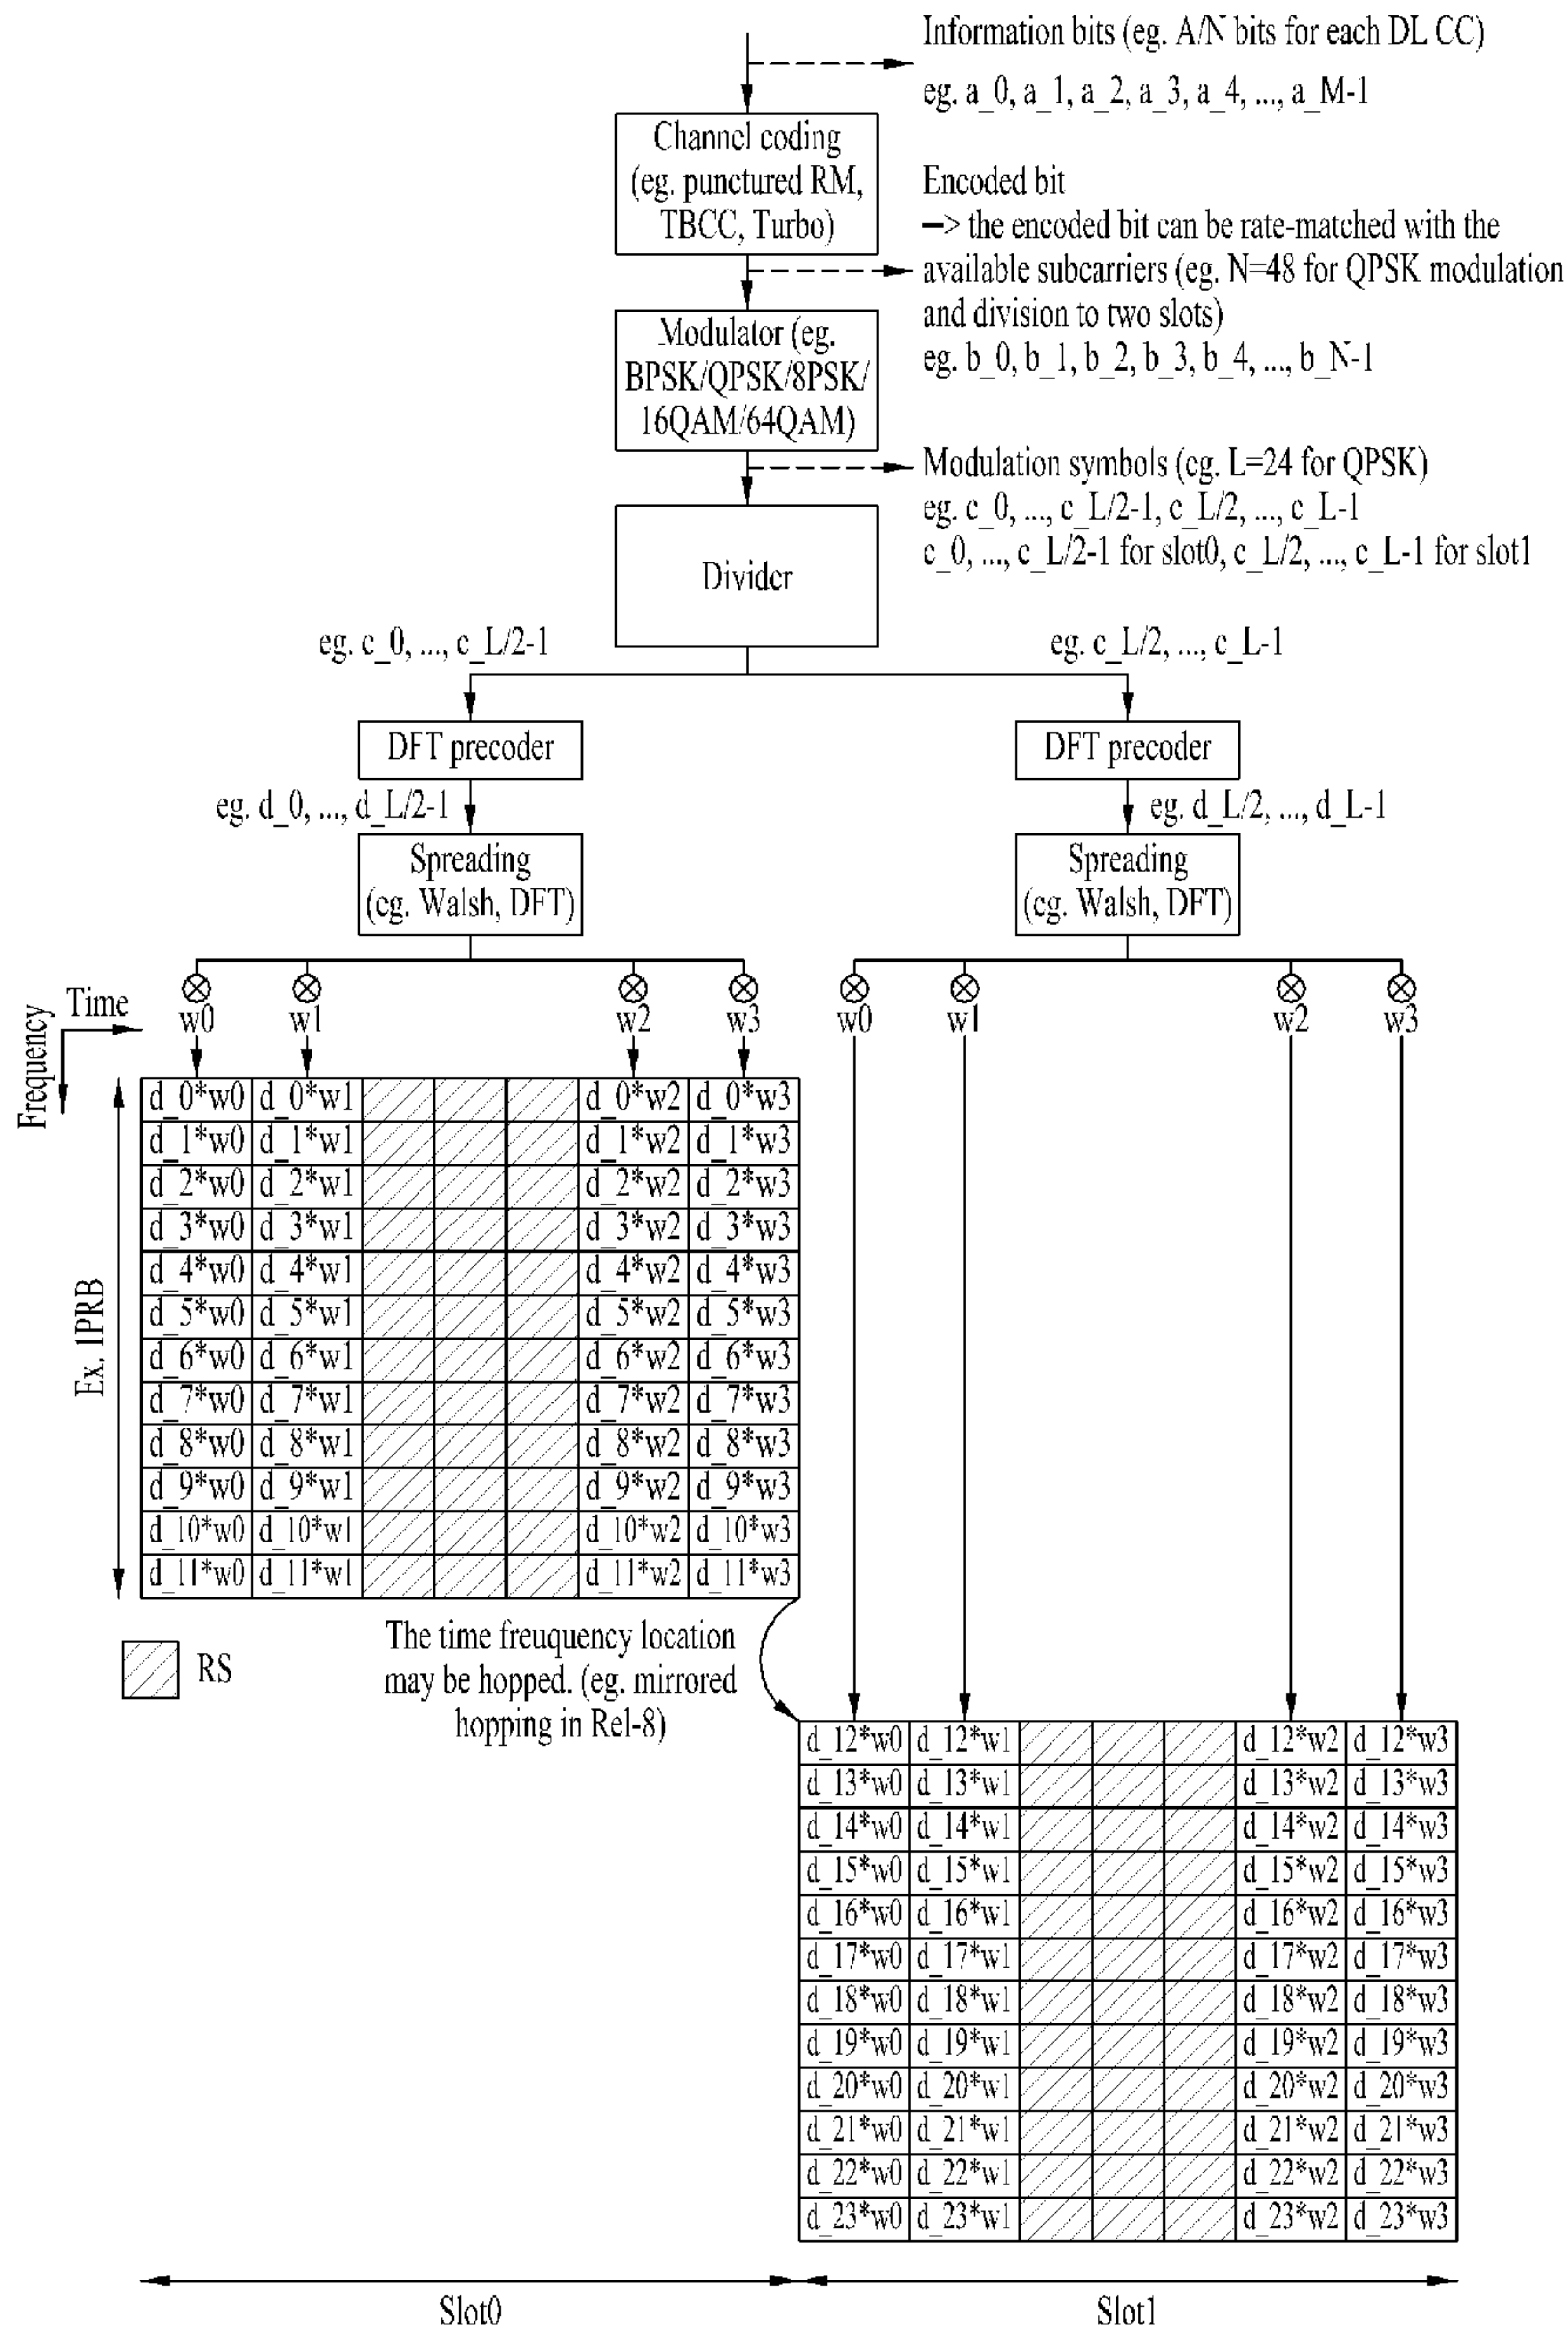 Information bits (eg. A/N bits for each DL CC)
eg. a_0, a_1, a_2, a_3, a_4, ..., a_M-1
Channel coding
(eg. punctured RM,
TBCC, Turbo)
Encoded bit
–> the encoded bit can be rate-matched with the
available subcarriers (eg. N=48 for QPSK modulation
and division to two slots)
eg. b_0, b_1, b_2, b_3, b_4, ..., b_N-1
Modulator (eg.
BPSK/QPSK/8PSK/
16QAM/64QAM)
Modulation symbols (eg. L=24 for QPSK)
eg. c_0, ..., c_L/2-1, c_L/2, ..., c_L-1
c_0, ..., c_L/2-1 for slot0, c_L/2, ..., c_L-1 for slot1
Divider
eg. c_0, ..., c_L/2-1
eg. c_L/2, ..., c_L-1
DFT precoder
DFT precoder
eg. d_0, ..., d_L/2-1
eg. d_L/2, ..., d_L-1
Spreading
(eg. Walsh, DFT)
Spreading
(eg. Walsh, DFT)
Time
Frequency
w0 w1 w2 w3 w0 w1 w2 w3
d_0*w0 d_0*w1 d_0*w2 d_0*w3
d_1*w0 d_1*w1 d_1*w2 d_1*w3
d_2*w0 d_2*w1 d_2*w2 d_2*w3
d_3*w0 d_3*w1 d_3*w2 d_3*w3
d_4*w0 d_4*w1 d_4*w2 d_4*w3
d_5*w0 d_5*w1 d_5*w2 d_5*w3
d_6*w0 d_6*w1 d_6*w2 d_6*w3
d_7*w0 d_7*w1 d_7*w2 d_7*w3
d_8*w0 d_8*w1 d_8*w2 d_8*w3
d_9*w0 d_9*w1 d_9*w2 d_9*w3
d_10*w0 d_10*w1 d_10*w2 d_10*w3
d_11*w0 d_11*w1 d_11*w2 d_11*w3
Ex. 1PRB
RS
The time freuquency location
may be hopped. (eg. mirrored
hopping in Rel-8)
d_12*w0 d_12*w1 d_12*w2 d_12*w3
d_13*w0 d_13*w1 d_13*w2 d_13*w3
d_14*w0 d_14*w1 d_14*w2 d_14*w3
d_15*w0 d_15*w1 d_15*w2 d_15*w3
d_16*w0 d_16*w1 d_16*w2 d_16*w3
d_17*w0 d_17*w1 d_17*w2 d_17*w3
d_18*w0 d_18*w1 d_18*w2 d_18*w3
d_19*w0 d_19*w1 d_19*w2 d_19*w3
d_20*w0 d_20*w1 d_20*w2 d_20*w3
d_21*w0 d_21*w1 d_21*w2 d_21*w3
d_22*w0 d_22*w1 d_22*w2 d_22*w3
d_23*w0 d_23*w1 d_23*w2 d_23*w3
Slot0
Slot1